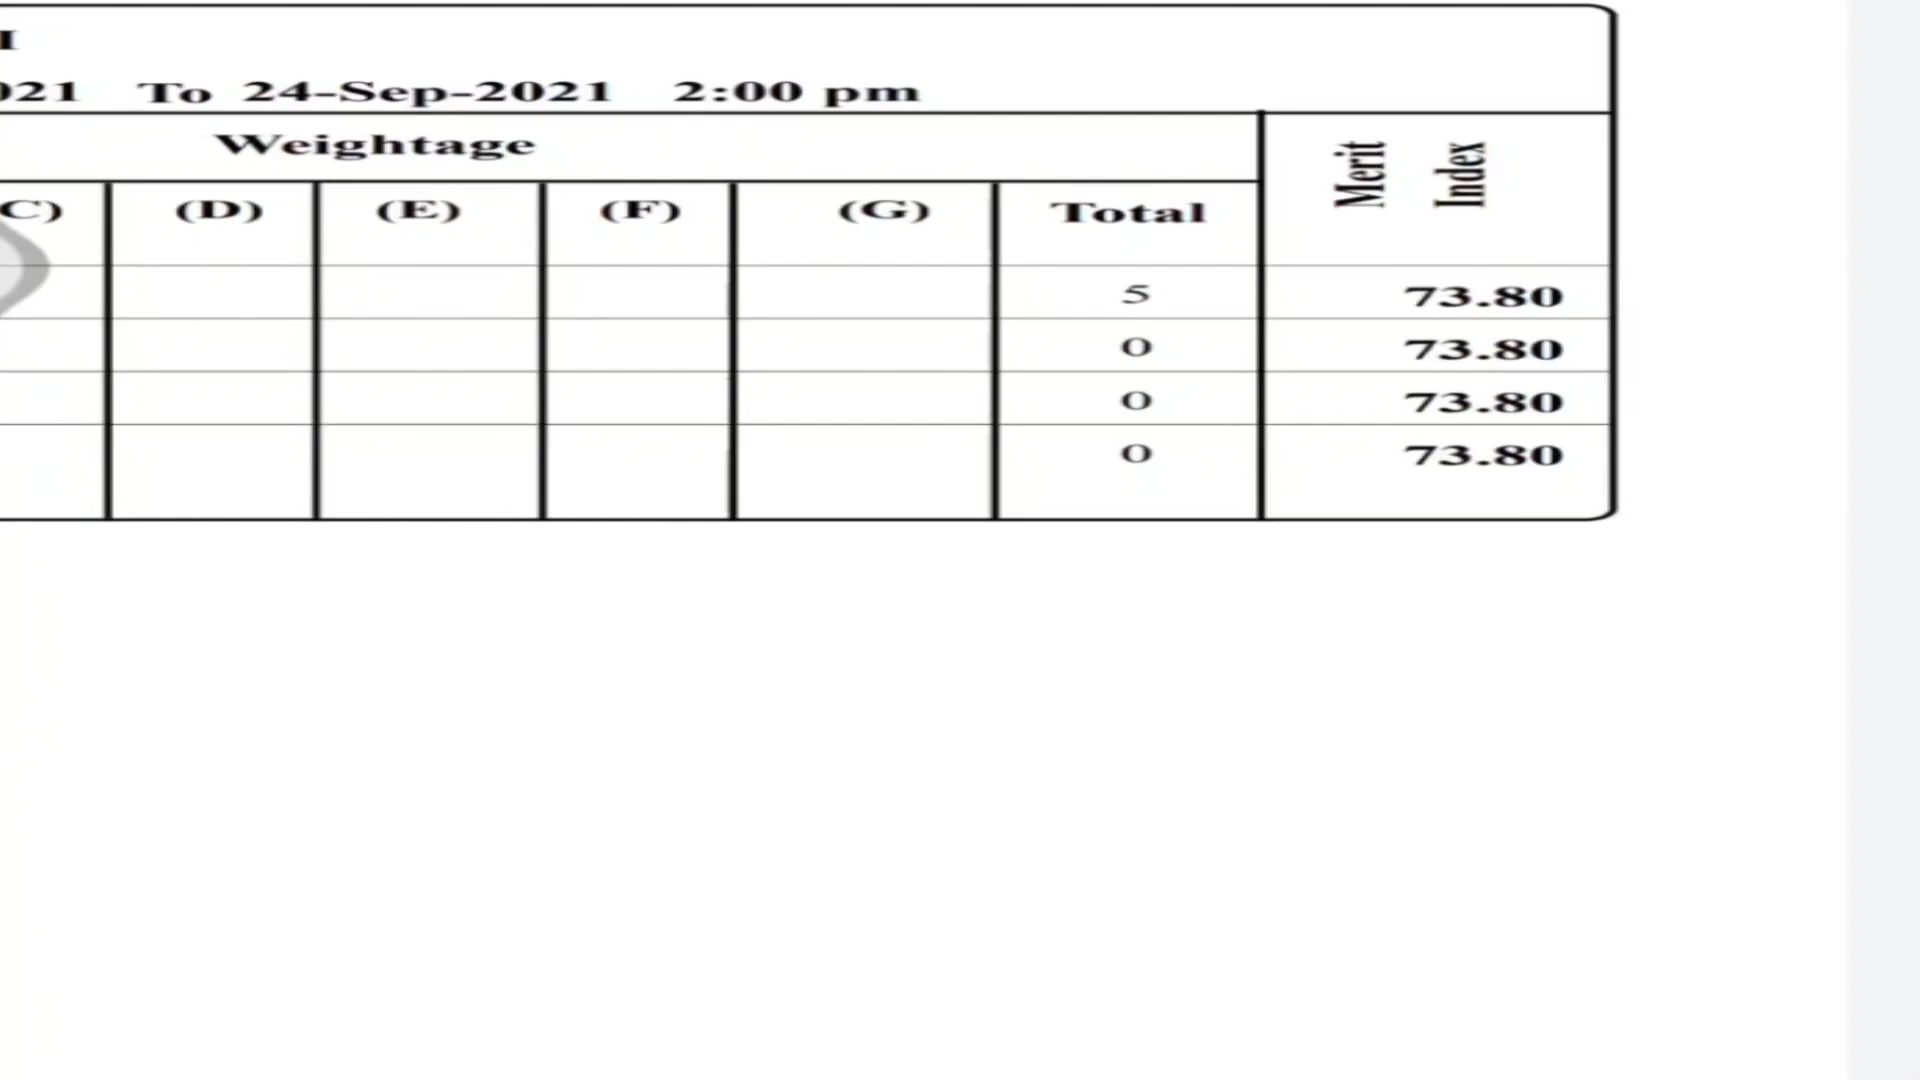 To 24-Sep-2021 2:00 pm
Weightage
Merit Index
(D) (E) (F) (G) Total
5 73.80
0 73.80
0 73.80
0 73.80